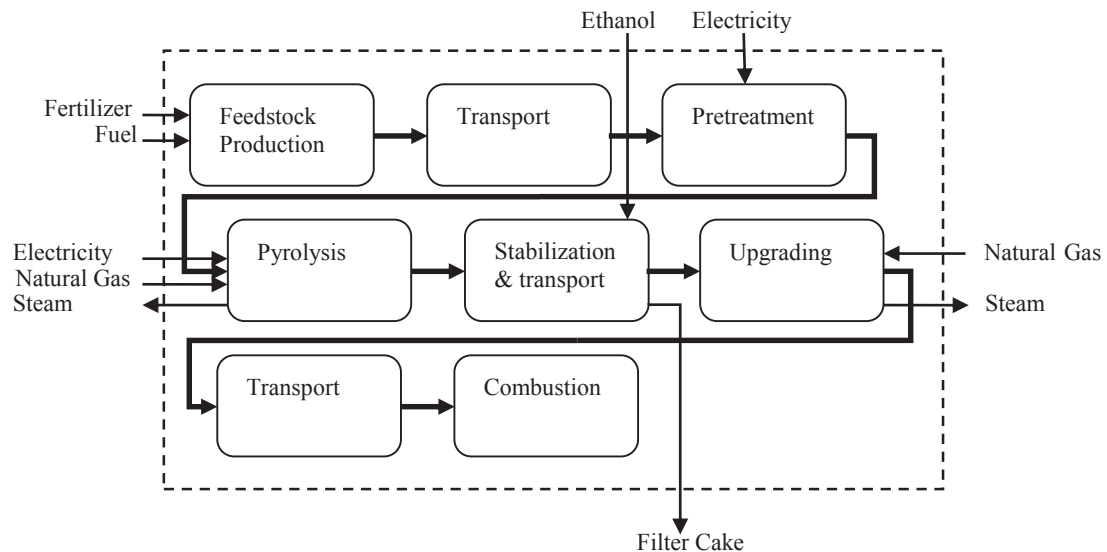 Ethanol
Electricity
Fertilizer
Fuel
Feedstock
Production
Transport
Pretreatment
Electricity
Natural Gas
Steam
Pyrolysis
Stabilization
& transport
Upgrading
Natural Gas
Steam
Transport
Combustion
Filter Cake